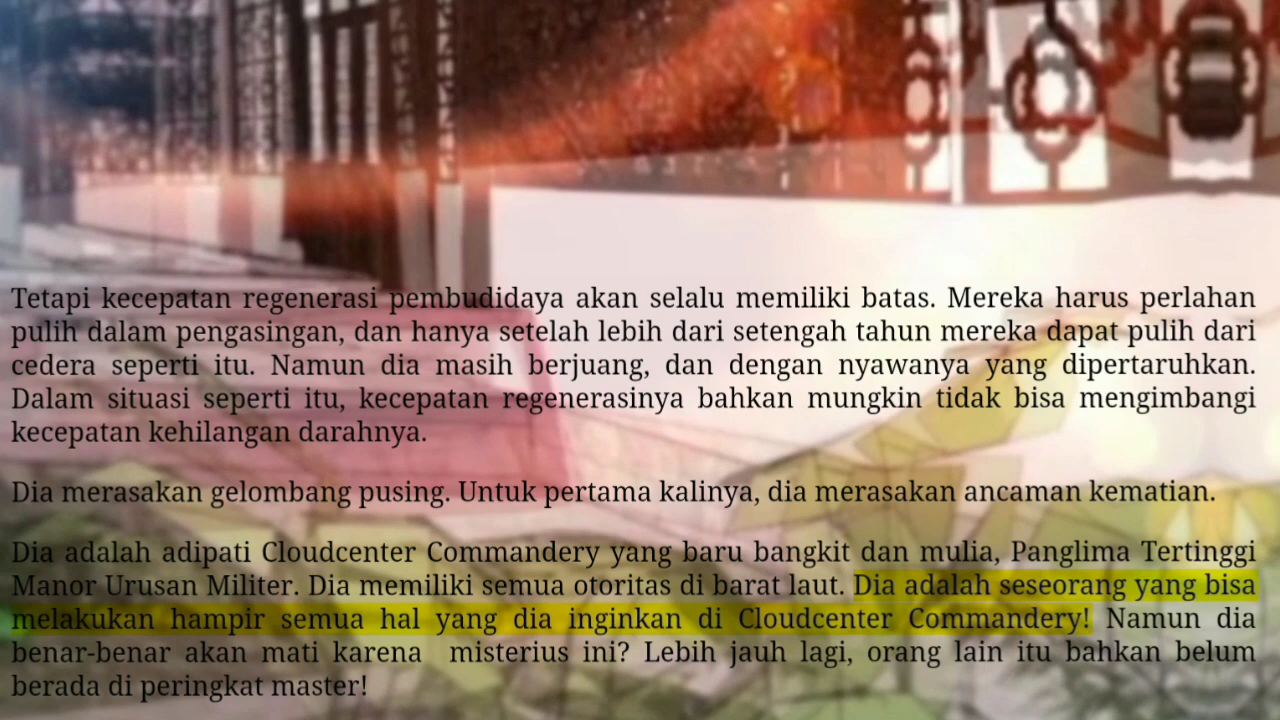 Tetapi kecepatan regenerasi pembudidaya akan selalu memiliki batas. Mereka harus perlahan
pulih dalam pengasingan, dan hanya setelah lebih dari setengah tahun mereka dapat pulih dari
cedera seperti itu. Namun dia masih berjuang, dan dengan nyawanya yang dipertaruhkan.
Dalam situasi seperti itu, kecepatan regenerasinya bahkan mungkin tidak bisa mengimbangi
kecepatan kehilangan darahnya.
Dia merasakan gelombang pusing. Untuk pertama kalinya, dia merasakan ancaman kematian.
Dia adalah adipati Cloudcenter Commandery yang baru bangkit dan mulia, Panglima Tertinggi
Manor Urusan Militer. Dia memiliki semua otoritas di barat laut. Dia adalah seseorang yang bisa
melakukan hampir semua hal yang dia inginkan di Cloudcenter Commandery! Namun dia
benar-benar akan mati karena misterius ini? Lebih jauh lagi, orang lain itu bahkan belum
berada di peringkat master!